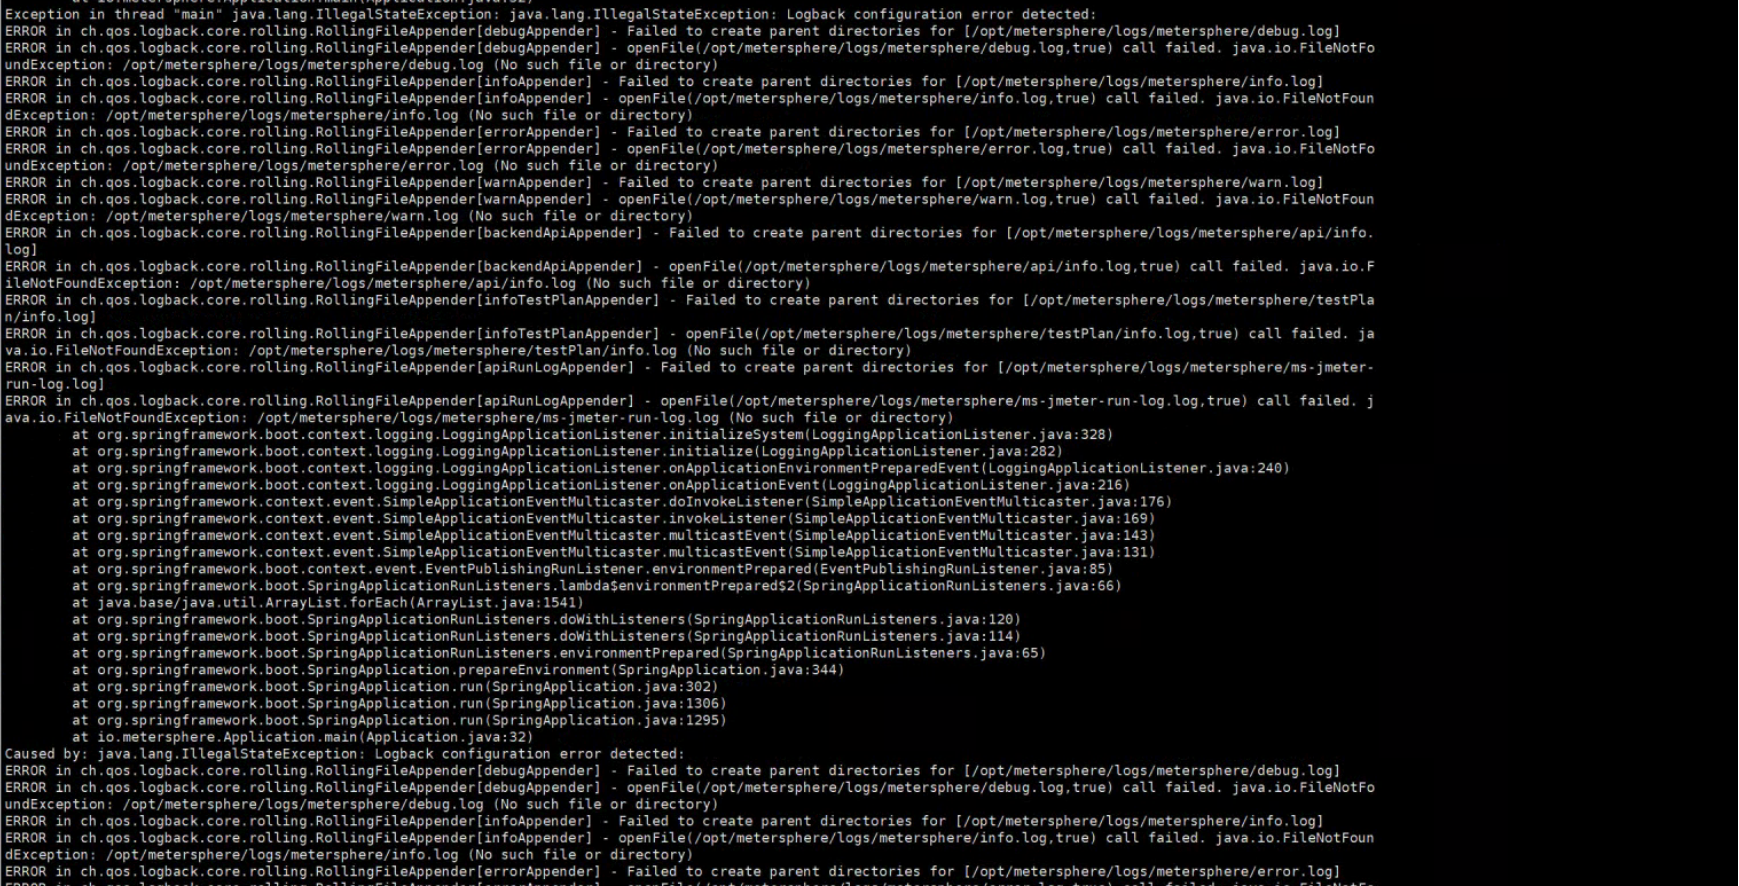 at io.metersphere.Application.main(Application.java:32)
Exception in thread "main" java.lang.IllegalStateException: java.lang.IllegalStateException: Logback configuration error detected:
ERROR in ch.qos.logback.core.rolling.RollingFileAppender[debugAppender] - Failed to create parent directories for [/opt/metersphere/logs/metersphere/debug.log]
ERROR in ch.qos.logback.core.rolling.RollingFileAppender[debugAppender] - openFile(/opt/metersphere/logs/metersphere/debug.log,true) call failed. java.io.FileNotFo
undException: /opt/metersphere/logs/metersphere/debug.log (No such file or directory)
ERROR in ch.qos.logback.core.rolling.RollingFileAppender[infoAppender] - Failed to create parent directories for [/opt/metersphere/logs/metersphere/info.log]
ERROR in ch.qos.logback.core.rolling.RollingFileAppender[infoAppender] - openFile(/opt/metersphere/logs/metersphere/info.log,true) call failed. java.io.FileNotFoun
dException: /opt/metersphere/logs/metersphere/info.log (No such file or directory)
ERROR in ch.qos.logback.core.rolling.RollingFileAppender[errorAppender] - Failed to create parent directories for [/opt/metersphere/logs/metersphere/error.log]
ERROR in ch.qos.logback.core.rolling.RollingFileAppender[errorAppender] - openFile(/opt/metersphere/logs/metersphere/error.log,true) call failed. java.io.FileNotFo
undException: /opt/metersphere/logs/metersphere/error.log (No such file or directory)
ERROR in ch.qos.logback.core.rolling.RollingFileAppender[warnAppender] - Failed to create parent directories for [/opt/metersphere/logs/metersphere/warn.log]
ERROR in ch.qos.logback.core.rolling.RollingFileAppender[warnAppender] - openFile(/opt/metersphere/logs/metersphere/warn.log,true) call failed. java.io.FileNotFoun
dException: /opt/metersphere/logs/metersphere/warn.log (No such file or directory)
ERROR in ch.qos.logback.core.rolling.RollingFileAppender[backendApiAppender] - Failed to create parent directories for [/opt/metersphere/logs/metersphere/api/info.
log]
ERROR in ch.qos.logback.core.rolling.RollingFileAppender[backendApiAppender] - openFile(/opt/metersphere/logs/metersphere/api/info.log,true) call failed. java.io.F
ileNotFoundException: /opt/metersphere/logs/metersphere/api/info.log (No such file or directory)
ERROR in ch.qos.logback.core.rolling.RollingFileAppender[infoTestPlanAppender] - Failed to create parent directories for [/opt/metersphere/logs/metersphere/testPla
n/info.log]
ERROR in ch.qos.logback.core.rolling.RollingFileAppender[infoTestPlanAppender] - openFile(/opt/metersphere/logs/metersphere/testPlan/info.log,true) call failed. ja
va.io.FileNotFoundException: /opt/metersphere/logs/metersphere/testPlan/info.log (No such file or directory)
ERROR in ch.qos.logback.core.rolling.RollingFileAppender[apiRunLogAppender] - Failed to create parent directories for [/opt/metersphere/logs/metersphere/ms-jmeter-
run-log.log]
ERROR in ch.qos.logback.core.rolling.RollingFileAppender[apiRunLogAppender] - openFile(/opt/metersphere/logs/metersphere/ms-jmeter-run-log.log,true) call failed. j
ava.io.FileNotFoundException: /opt/metersphere/logs/metersphere/ms-jmeter-run-log.log (No such file or directory)
at org.springframework.boot.context.logging.LoggingApplicationListener.initializeSystem(LoggingApplicationListener.java:328)
at org.springframework.boot.context.logging.LoggingApplicationListener.initialize(LoggingApplicationListener.java:282)
at org.springframework.boot.context.logging.LoggingApplicationListener.onApplicationEnvironmentPreparedEvent(LoggingApplicationListener.java:240)
at org.springframework.boot.context.logging.LoggingApplicationListener.onApplicationEvent(LoggingApplicationListener.java:216)
at org.springframework.context.event.SimpleApplicationEventMulticaster.doInvokeListener(SimpleApplicationEventMulticaster.java:176)
at org.springframework.context.event.SimpleApplicationEventMulticaster.invokeListener(SimpleApplicationEventMulticaster.java:169)
at org.springframework.context.event.SimpleApplicationEventMulticaster.multicastEvent(SimpleApplicationEventMulticaster.java:143)
at org.springframework.context.event.SimpleApplicationEventMulticaster.multicastEvent(SimpleApplicationEventMulticaster.java:131)
at org.springframework.boot.context.event.EventPublishingRunListener.environmentPrepared(EventPublishingRunListener.java:85)
at org.springframework.boot.SpringApplicationRunListeners.lambda$environmentPrepared$2(SpringApplicationRunListeners.java:66)
at java.base/java.util.ArrayList.forEach(ArrayList.java:1541)
at org.springframework.boot.SpringApplicationRunListeners.doWithListeners(SpringApplicationRunListeners.java:120)
at org.springframework.boot.SpringApplicationRunListeners.doWithListeners(SpringApplicationRunListeners.java:114)
at org.springframework.boot.SpringApplicationRunListeners.environmentPrepared(SpringApplicationRunListeners.java:65)
at org.springframework.boot.SpringApplication.prepareEnvironment(SpringApplication.java:344)
at org.springframework.boot.SpringApplication.run(SpringApplication.java:302)
at org.springframework.boot.SpringApplication.run(SpringApplication.java:1306)
at org.springframework.boot.SpringApplication.run(SpringApplication.java:1295)
at io.metersphere.Application.main(Application.java:32)
Caused by: java.lang.IllegalStateException: Logback configuration error detected:
ERROR in ch.qos.logback.core.rolling.RollingFileAppender[debugAppender] - Failed to create parent directories for [/opt/metersphere/logs/metersphere/debug.log]
ERROR in ch.qos.logback.core.rolling.RollingFileAppender[debugAppender] - openFile(/opt/metersphere/logs/metersphere/debug.log,true) call failed. java.io.FileNotFo
undException: /opt/metersphere/logs/metersphere/debug.log (No such file or directory)
ERROR in ch.qos.logback.core.rolling.RollingFileAppender[infoAppender] - Failed to create parent directories for [/opt/metersphere/logs/metersphere/info.log]
ERROR in ch.qos.logback.core.rolling.RollingFileAppender[infoAppender] - openFile(/opt/metersphere/logs/metersphere/info.log,true) call failed. java.io.FileNotFoun
dException: /opt/metersphere/logs/metersphere/info.log (No such file or directory)
ERROR in ch.qos.logback.core.rolling.RollingFileAppender[errorAppender] - Failed to create parent directories for [/opt/metersphere/logs/metersphere/error.log]